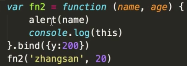 var fn2 = function (name, age) {
    alert(name)
    console.log(this)
}.bind({y:200})
fn2('zhangsan', 20)